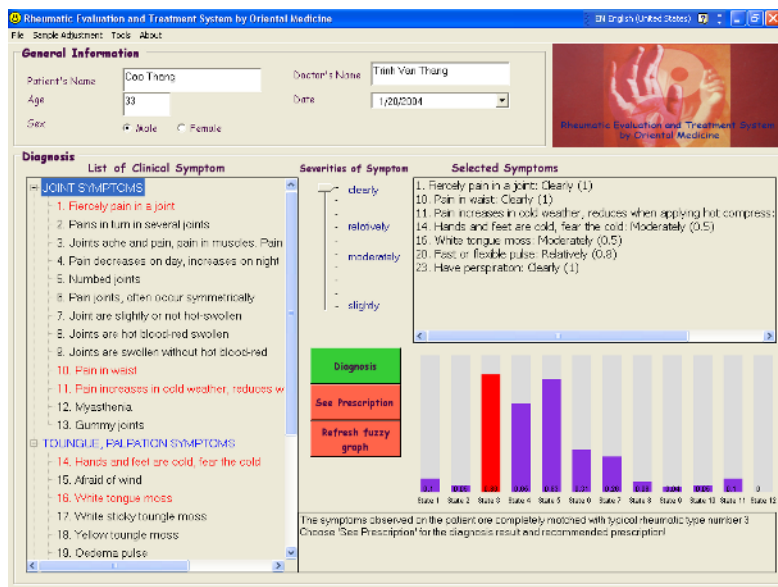 Rheumatic Evaluation and Treatment System by Oriental Medicine
EN English (United States)
File Sample Adjustment Tools About
General Information
Patient's Name
Cao Thang
Doctor's Name
Trinh Van Thang
Age
33
Date
1/20/2004
Sex
Male
Female
Rheumatic Evaluation and Treatment System
by Oriental Medicine
Diagnosis
List of Clinical Symptom
JOINT SYMPTOMS
1. Fiercely pain in a joint
2. Pains in turn in several joints
3. Joints ache and pain, pain in muscles. Pain
4. Pain decreases on day, increases on night
5. Numbed joints
6. Pain joints, often occur symmetrically
7. Joint are slightly or not hot-swollen
8. Joints are hot blood-red swollen
9. Joints are swollen without hot blood-red
10. Pain in waist
11. Pain increases in cold weather, reduces w
12. Myasthenia
13. Gummy joints
TOUNGUE, PALPATION SYMPTOMS
14. Hands and feet are cold, fear the cold
15. Afraid of wind
16. White tongue moss
17. White sticky toungle moss
18. Yellow toungle moss
19. Oedema pulse
Severities of Symptom
clearly
relatively
moderately
slightly
Selected Symptoms
1. Fiercely pain in a joint: Clearly (1)
10. Pain in waist: Clearly (1)
11. Pain increases in cold weather, reduces when applying hot compress:
14. Hands and feet are cold, fear the cold: Moderately (0.5)
16. White tongue moss: Moderately (0.5)
20. Fast or flexible pulse: Relatively (0.8)
23. Have perspiration: Clearly (1)
Diagnosis
See Prescription
Refresh fuzzy
graph
0.1 0.04 0.1 0
State 1 State 2 State 3 State 4 State 5 State 6 State 7 State 8 State 9 State 10 State 11 State 12
The symptoms observed on the patient are completely matched with typical rheumatic type number 3
Choose 'See Prescription' for the diagnosis result and recommended prescription!